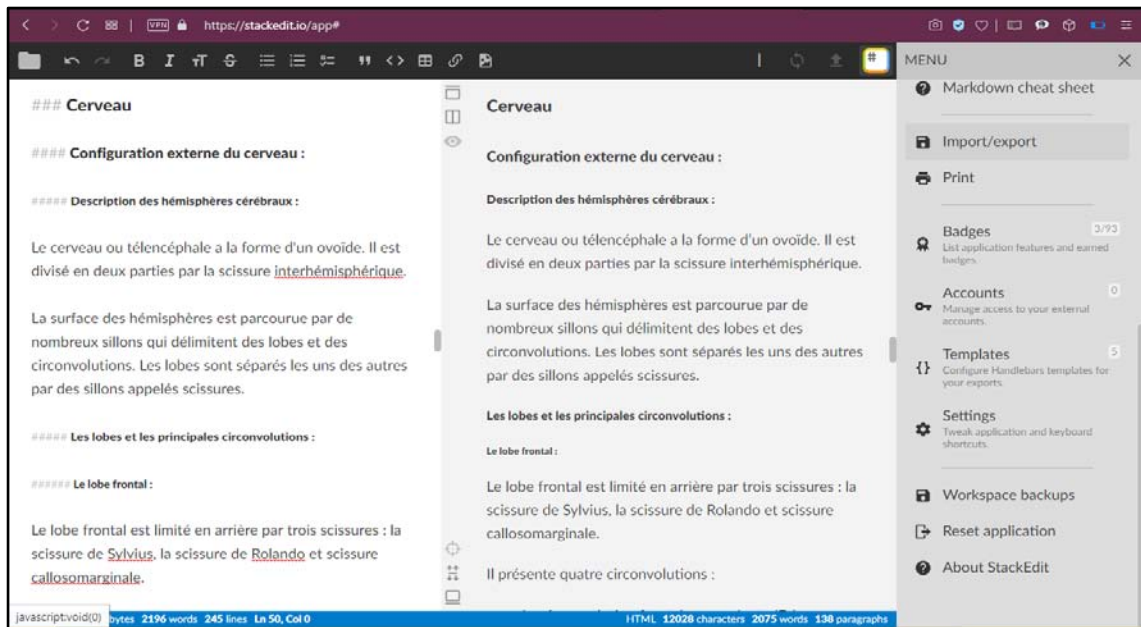 VPN https://stackedit.io/app#
B I TT S
#
MENU
### Cerveau
#### Configuration externe du cerveau :
##### Description des hémisphères cérébraux :
Le cerveau ou télencéphale a la forme d'un ovoïde. Il est
divisé en deux parties par la scissure interhémisphérique.
La surface des hémisphères est parcourue par de
nombreux sillons qui délimitent des lobes et des
circonvolutions. Les lobes sont séparés les uns des autres
par des sillons appelés scissures.
##### Les lobes et les principales circonvolutions :
###### Le lobe frontal :
Le lobe frontal est limité en arrière par trois scissures : la
scissure de Sylvius, la scissure de Rolando et scissure
callosomarginale.
Cerveau
Configuration externe du cerveau :
Description des hémisphères cérébraux :
Le cerveau ou télencéphale a la forme d'un ovoïde. Il est
divisé en deux parties par la scissure interhémisphérique.
La surface des hémisphères est parcourue par de
nombreux sillons qui délimitent des lobes et des
circonvolutions. Les lobes sont séparés les uns des autres
par des sillons appelés scissures.
Les lobes et les principales circonvolutions :
Le lobe frontal :
Le lobe frontal est limité en arrière par trois scissures : la
scissure de Sylvius, la scissure de Rolando et scissure
callosomarginale.
Il présente quatre circonvolutions :
Markdown cheat sheet
Import/export
Print
Badges 3/93
List application features and earned
badges.
Accounts 0
Manage access to your external
accounts.
Templates 5
Configure Handlebars templates for
your exports.
Settings
Tweak application and keyboard
shortcuts.
Workspace backups
Reset application
About StackEdit
javascript:void(0) bytes 2196 words 245 lines Ln 50, Col 0
HTML 12028 characters 2075 words 138 paragraphs